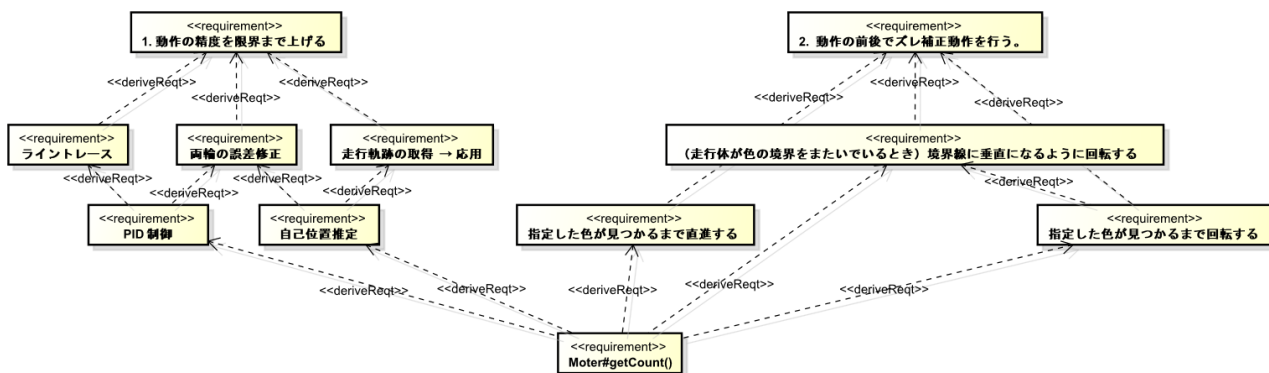 <<requirement>>
1. 動作の精度を限界まで上げる
<<requirement>>
2. 動作の前後でズレ補正動作を行う。
<<deriveReqt>>
<<deriveReqt>>
<<deriveReqt>>
<<deriveReqt>>
<<deriveReqt>>
<<deriveReqt>>
<<requirement>>
ライントレース
<<requirement>>
両輪の誤差修正
<<requirement>>
走行軌跡の取得 → 応用
<<requirement>>
(走行体が色の境界をまたいでいるとき) 境界線に垂直になるように回転する
<<deriveReqt>>
<<deriveReqt>>
<<deriveReqt>>
<<deriveReqt>>
<<deriveReqt>>
<<requirement>>
PID 制御
<<requirement>>
自己位置推定
<<requirement>>
指定した色が見つかるまで直進する
<<requirement>>
指定した色が見つかるまで回転する
<<deriveReqt>>
<<deriveReqt>>
<<deriveReqt>>
<<deriveReqt>>
<<deriveReqt>>
<<requirement>>
Moter#getCount()